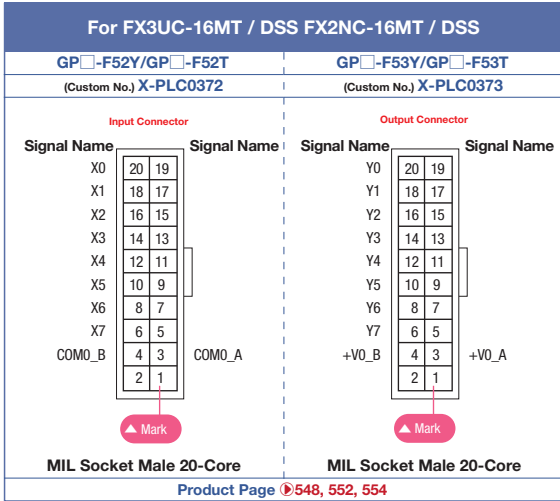 For FX3UC-16MT / DSS FX2NC-16MT / DSS
GP□-F52Y/GP□-F52T
(Custom No.) X-PLC0372
Input Connector
Signal Name Signal Name
X0 20 19
X1 18 17
X2 16 15
X3 14 13
X4 12 11
X5 10 9
X6 8 7
X7 6 5
COM0_B 4 3 COM0_A
2 1
▲ Mark
MIL Socket Male 20-Core
GP□-F53Y/GP□-F53T
(Custom No.) X-PLC0373
Output Connector
Signal Name Signal Name
Y0 20 19
Y1 18 17
Y2 16 15
Y3 14 13
Y4 12 11
Y5 10 9
Y6 8 7
Y7 6 5
+V0_B 4 3 +V0_A
2 1
▲ Mark
MIL Socket Male 20-Core
Product Page 548, 552, 554